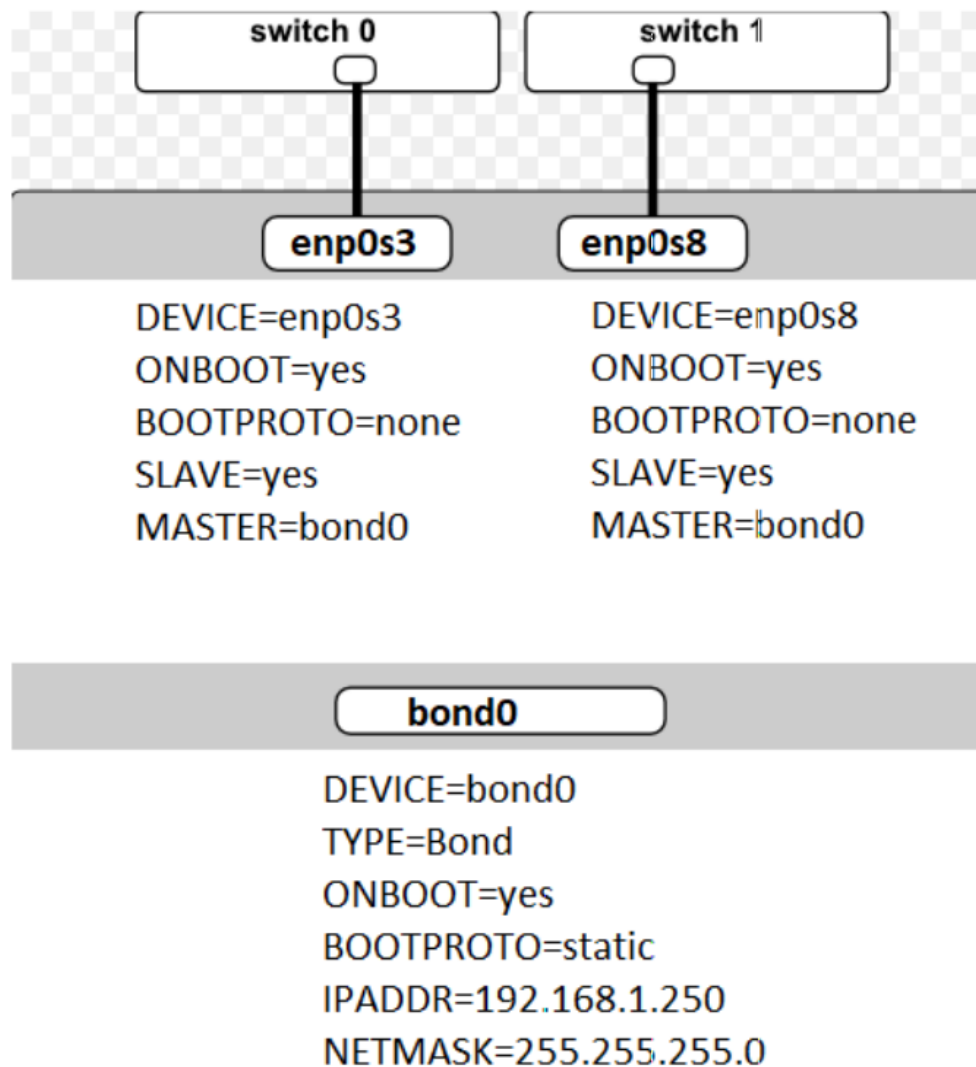 switch 0
switch 1
enp0s3
enp0s8
DEVICE=enp0s3
ONBOOT=yes
BOOTPROTO=none
SLAVE=yes
MASTER=bond0
DEVICE=enp0s8
ONBOOT=yes
BOOTPROTO=none
SLAVE=yes
MASTER=bond0
bond0
DEVICE=bond0
TYPE=Bond
ONBOOT=yes
BOOTPROTO=static
IPADDR=192.168.1.250
NETMASK=255.255.255.0